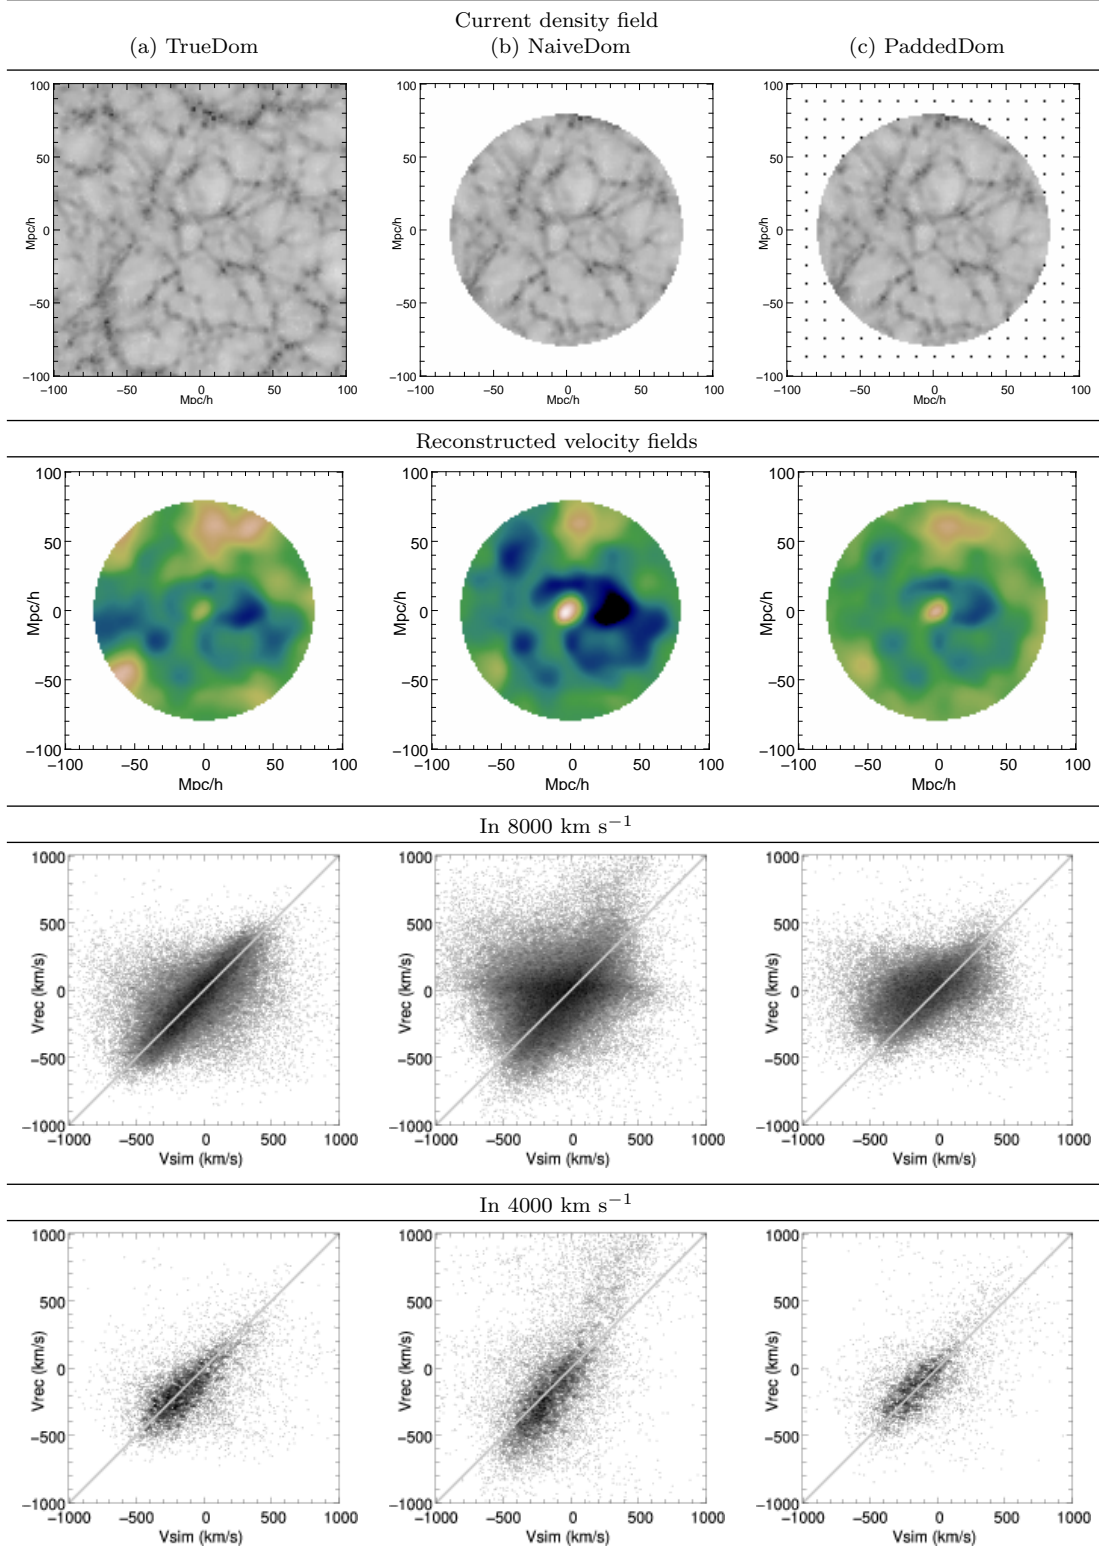 Current density field
(a) TrueDom (b) NaiveDom (c) PaddedDom
100 100 100
50 50 50
Mpc/h Mpc/h Mpc/h
0 0 0
−50 −50 −50
−100 −100 −100
−100 −50 0 50 100 −100 −50 0 50 100 −100 −50 0 50 100
Mpc/h Mpc/h Mpc/h
Reconstructed velocity fields
100 100 100
50 50 50
Mpc/h Mpc/h Mpc/h
0 0 0
−50 −50 −50
−100 −100 −100
−100 −50 0 50 100 −100 −50 0 50 100 −100 −50 0 50 100
Mpc/h Mpc/h Mpc/h
In 8000 km s−1
1000 1000 1000
500 500 500
Vrec (km/s) Vrec (km/s) Vrec (km/s)
0 0 0
−500 −500 −500
−1000 −1000 −1000
−1000 −500 0 500 1000 −1000 −500 0 500 1000 −1000 −500 0 500 1000
Vsim (km/s) Vsim (km/s) Vsim (km/s)
In 4000 km s−1
1000 1000 1000
500 500 500
Vrec (km/s) Vrec (km/s) Vrec (km/s)
0 0 0
−500 −500 −500
−1000 −1000 −1000
−1000 −500 0 500 1000 −1000 −500 0 500 1000 −1000 −500 0 500 1000
Vsim (km/s) Vsim (km/s) Vsim (km/s)